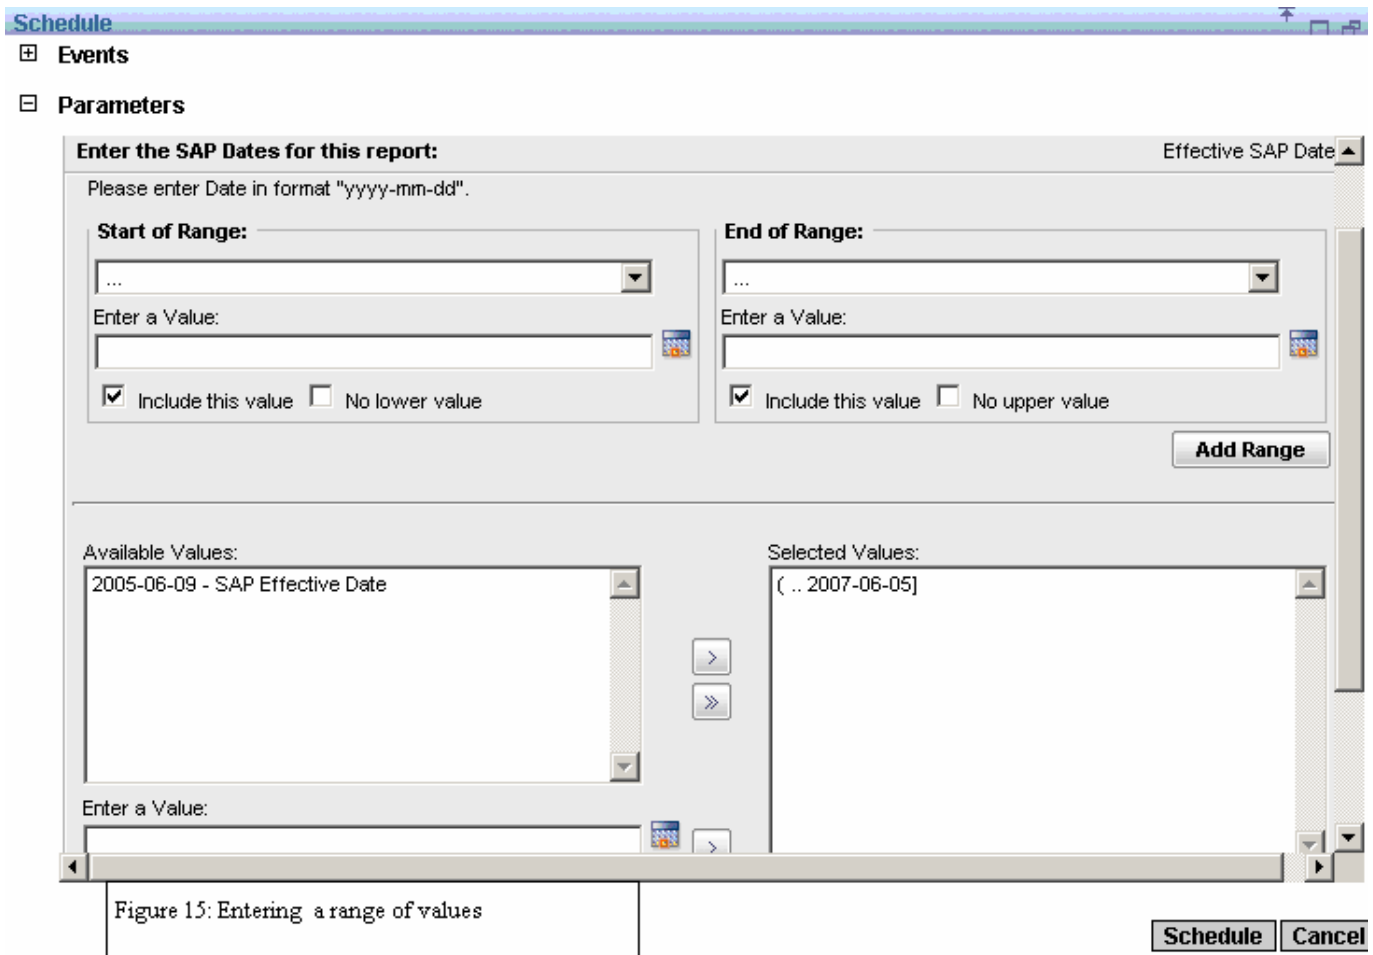 Schedule
Events
Parameters
Enter the SAP Dates for this report: Effective SAP Date
Please enter Date in format "yyyy-mm-dd".
Start of Range: End of Range:
... ...
Enter a Value: Enter a Value:
Include this value No lower value Include this value No upper value
Add Range
Available Values: Selected Values:
2005-06-09 - SAP Effective Date ( .. 2007-06-05]
>
>>
Enter a Value:
>
Figure 15: Entering a range of values
Schedule Cancel